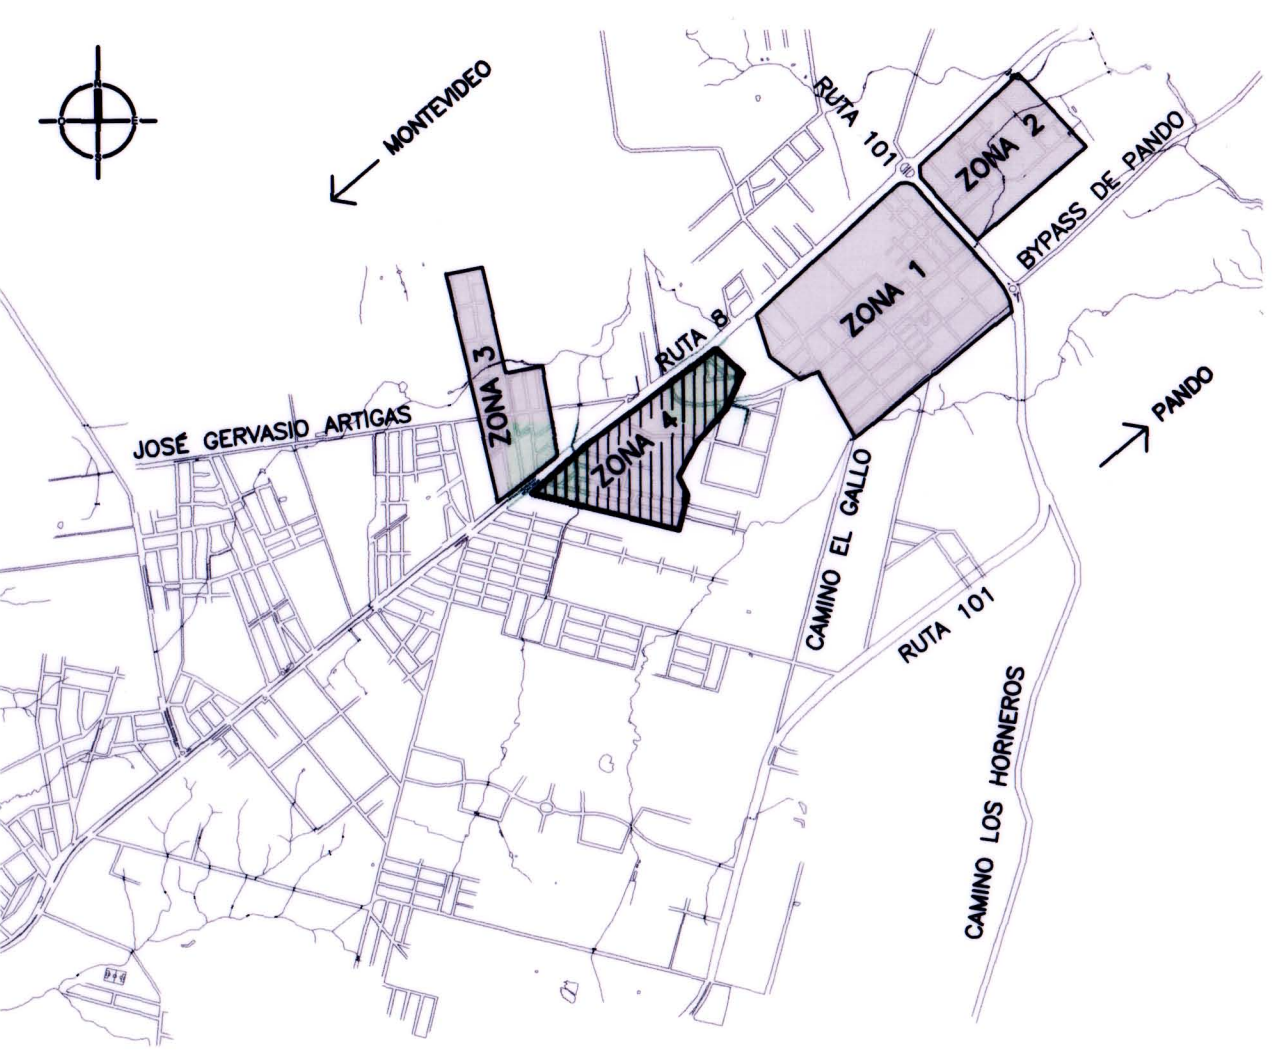 N
O
E
S
MONTEVIDEO
RUTA 101
ZONA 2
BYPASS DE PANDO
ZONA 1
RUTA 8
ZONA 3
ZONA 4
JOSÉ GERVASIO ARTIGAS
PANDO
CAMINO EL GALLO
RUTA 101
CAMINO LOS HORNEROS